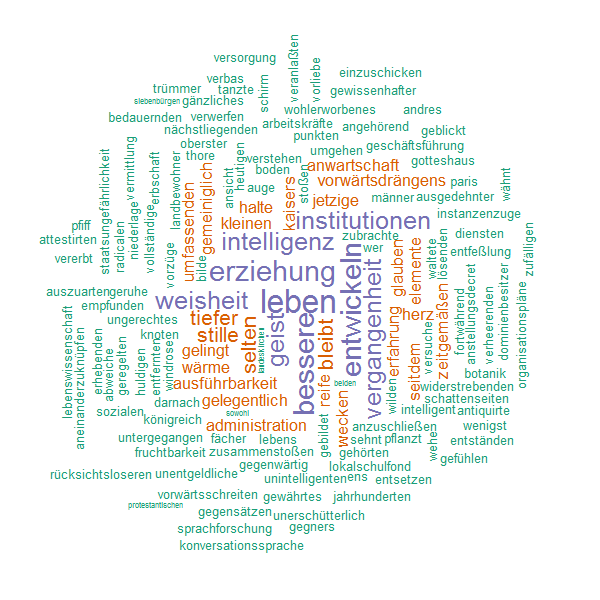 versorgung
veranlaßten
vorliebe
einzuschicken
verbas
trümmer
tanzte
schirm
gewissenhafter
siebenbürgen
gänzliches
wohlerworbenes
andres
bedauernden
verwerfen
arbeitskräfte
angehörend
geblickt
nächstliegenden
punkten
oberster
umgehen
geschäftsführung
thore
verstehen
anwartschaft
gotteshaus
staatsungefährlichkeit
vermittlung
erbschaft
landbewohner
gemeiniglich
ansicht
heutigen
boden
stoßen
vorwärtsdrängens
paris
wähnt
auge
kaisers
jetzige
männer
ausgedehnter
umfassenden
halte
kleinen
institutionen
instanzenzuge
pfiff
radicalen
niederlage
vollständige
intelligenz
zubrachte
diensten
attestirten
wer
entfeßlung
zufälligen
vererbt
vorzüge
bilde
erziehung
glauben
elemente
waltete
lösenden
auszuartengeruhe
weisheit
leben
entwickeln
vergangenheit
zeitgemäßen
fortwährend
anstellungsdecret
verheerenden
dominienbesitzer
organisationspläne
empfunden
ungerechtes
tiefer
geist
bessere
bleibt
erfahrung
herz
seitdem
versuche
lebenswissenschaft
aneinanderzuknüpfen
erhebenden
abweiche
geregelten
huldigen
knoten
entfernten
windrose
stille
selten
landeskirchen
gelingt
wärme
botanik
ausführbarkeit
beiden
reife
wilden
widerstrebenden
schattenseiten
darnach
gelegentlich
wecken
intelligent
antiquirte
sozialen
königreich
sowohl
administration
gebildet
anzuschließen
wenigst
untergegangen
fächer
lebens
sehnt
pflanzt
wehe
entständen
fruchtbarkeit
zusammenstoßen
gehörten
gefühlen
gegenwärtig
lokalschulfond
rücksichtsloseren
unentgeldliche
unintelligenten
ens
entsetzen
vorwärtsschreiten
gewährtes
jahrhunderten
protestantischen
gegensätzen
unerschütterlich
sprachforschung
gegners
konversationssprache